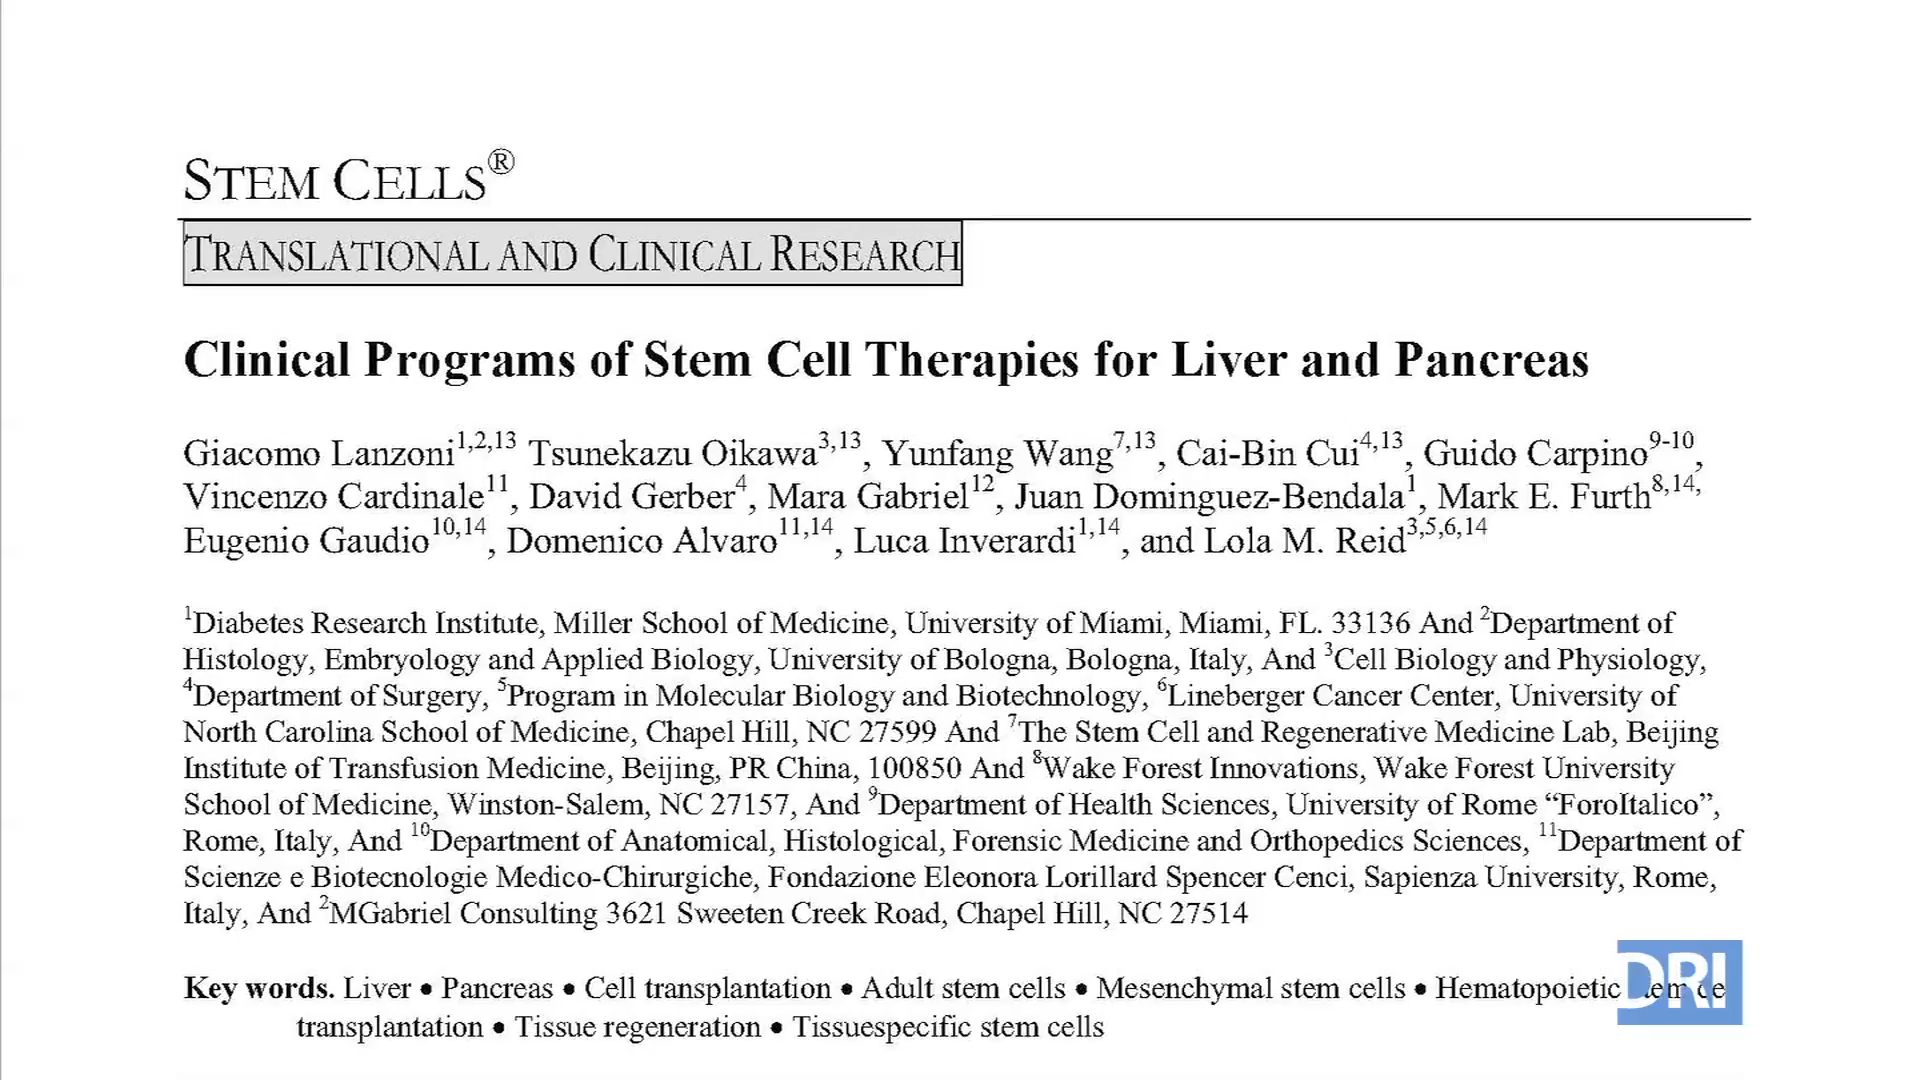 STEM CELLS®
TRANSLATIONAL AND CLINICAL RESEARCH
Clinical Programs of Stem Cell Therapies for Liver and Pancreas
Giacomo Lanzoni1,2,13 Tsunekazu Oikawa3,13, Yunfang Wang7,13, Cai-Bin Cui4,13, Guido Carpino9-10,
Vincenzo Cardinale11, David Gerber4, Mara Gabriel12, Juan Dominguez-Bendala1, Mark E. Furth8,14,
Eugenio Gaudio10,14, Domenico Alvaro11,14, Luca Inverardi1,14, and Lola M. Reid3,5,6,14
1Diabetes Research Institute, Miller School of Medicine, University of Miami, Miami, FL. 33136 And 2Department of
Histology, Embryology and Applied Biology, University of Bologna, Bologna, Italy, And 3Cell Biology and Physiology,
4Department of Surgery, 5Program in Molecular Biology and Biotechnology, 6Lineberger Cancer Center, University of
North Carolina School of Medicine, Chapel Hill, NC 27599 And 7The Stem Cell and Regenerative Medicine Lab, Beijing
Institute of Transfusion Medicine, Beijing, PR China, 100850 And 8Wake Forest Innovations, Wake Forest University
School of Medicine, Winston-Salem, NC 27157, And 9Department of Health Sciences, University of Rome “ForoItalico”,
Rome, Italy, And 10Department of Anatomical, Histological, Forensic Medicine and Orthopedics Sciences, 11Department of
Scienze e Biotecnologie Medico-Chirurgiche, Fondazione Eleonora Lorillard Spencer Cenci, Sapienza University, Rome,
Italy, And 2MGabriel Consulting 3621 Sweeten Creek Road, Chapel Hill, NC 27514
Key words. Liver • Pancreas • Cell transplantation • Adult stem cells • Mesenchymal stem cells • Hematopoietic
transplantation • Tissue regeneration • Tissuespecific stem cells
DRI